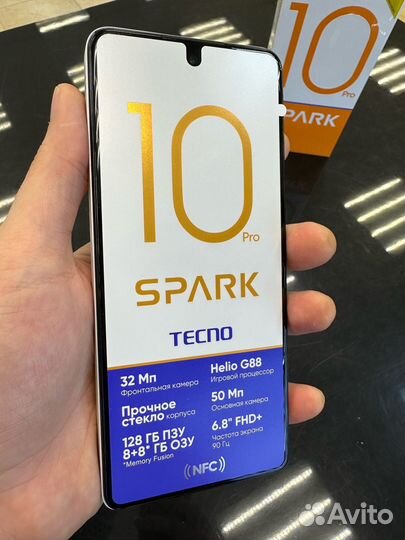 10
Pro
SPARK
TECNO
32 Мп
Фронтальная камера
Прочное
стекло корпуса
128 ГБ ПЗУ
8+8* ГБ ОЗУ
*Memory Fusion
Helio G88
Игровой процессор
50 Мп
Основная камера
6.8" FHD+
Частота экрана
90 Гц
NFC
10
Pro
PARK
Avito